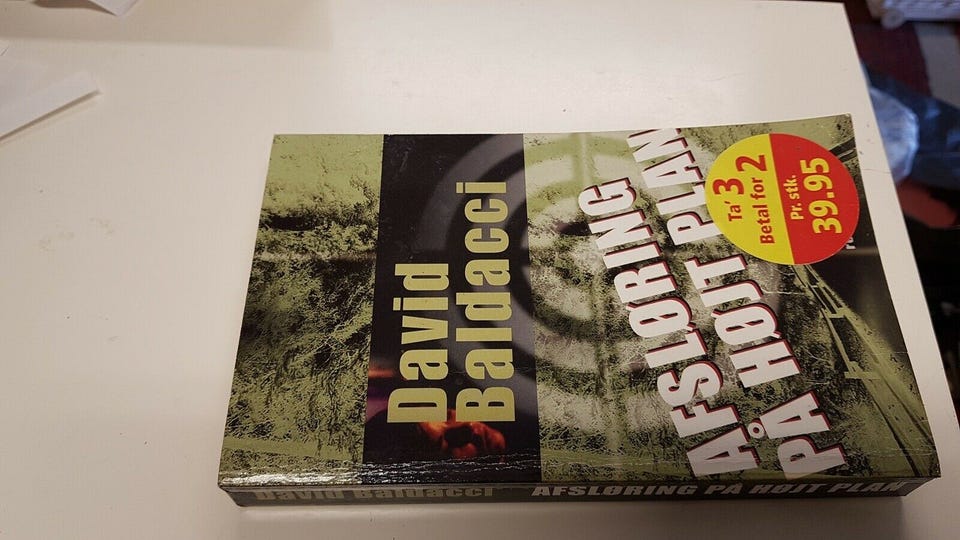 David
Baldacci
AFSLØRING
PÅ HØJT PLAN
Ta' 3
Betal for 2
Pr. stk.
39.95
David Baldacci AFSLØRING PÅ HØJT PLAN